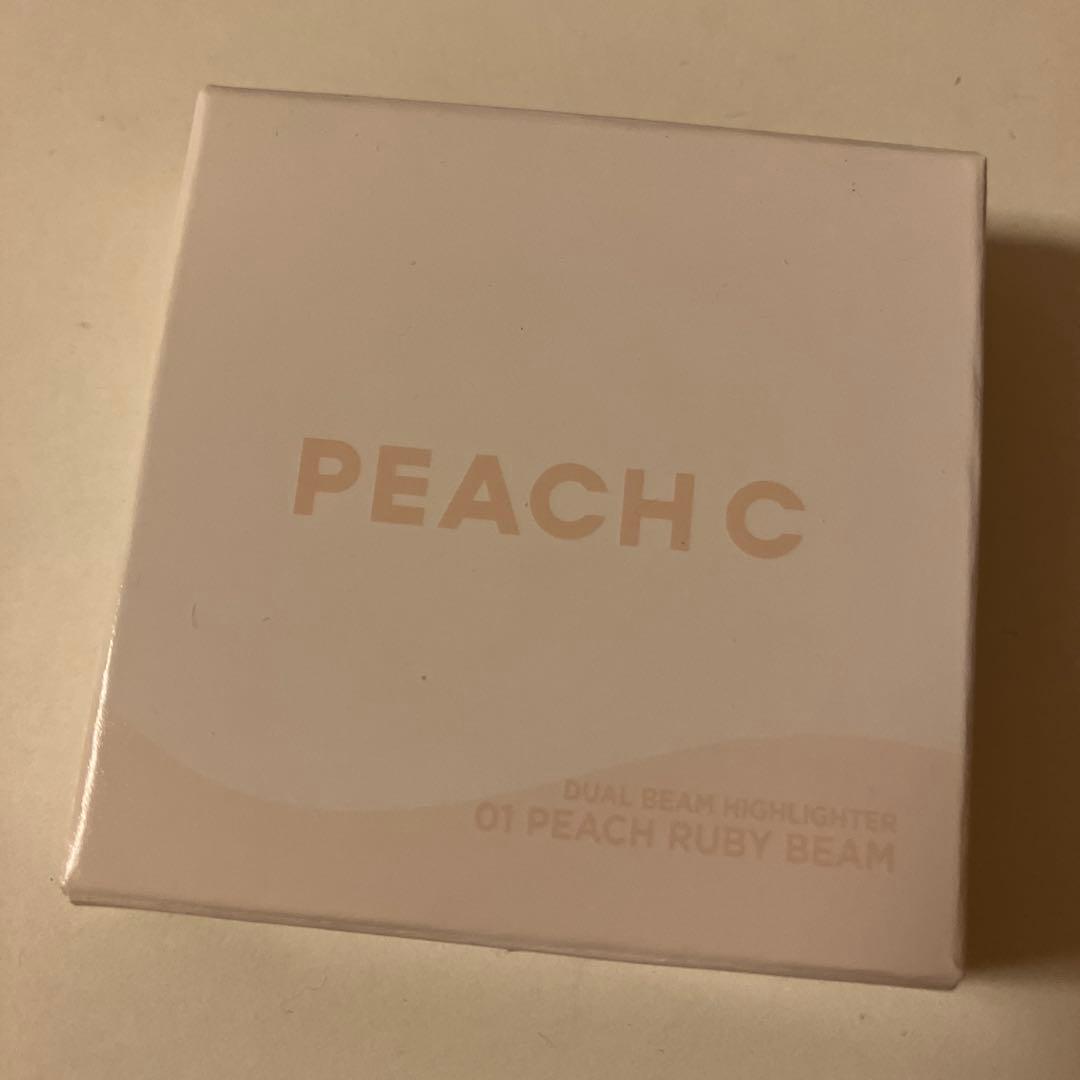 PEACH C
DUAL BEAM HIGHLIGHTER
01 PEACH RUBY BEAM